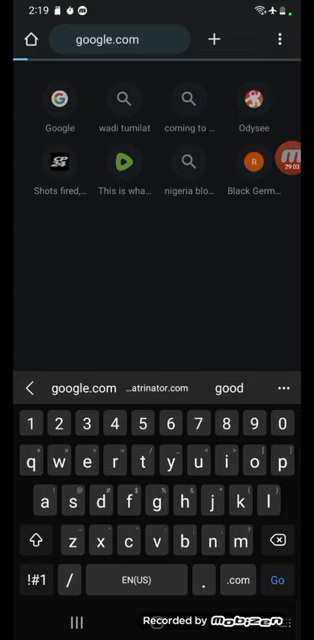 2:19
google.com
Google
wadi tumilat
coming to ...
Odysee
29:03
Shots fired,...
This is wha...
nigeria blo...
R
Black Germ...
google.com
...atrinator.com
good
1 2 3 4 5 6 7 8 9 0
q w e r t y u i o p
a s d f g h j k l
z x c v b n m
!#1 / EN(US) . .com Go
Recorded by Mobizen